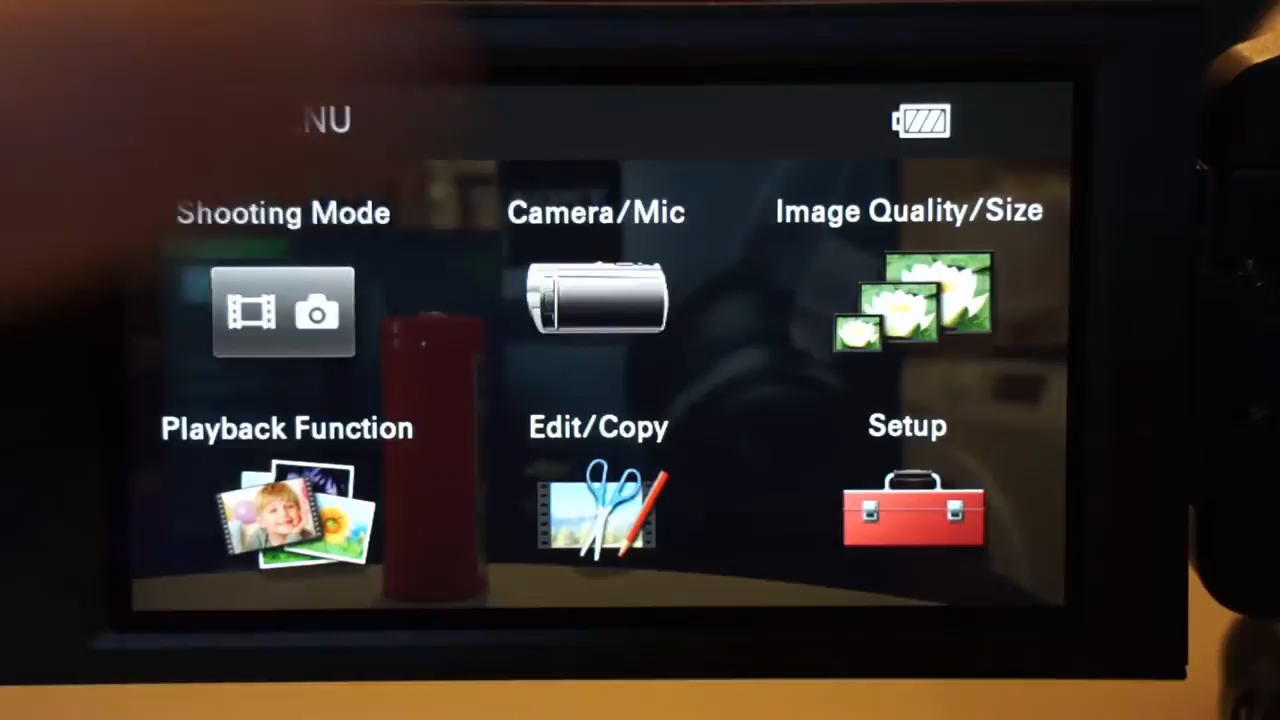 NU
Shooting Mode
Camera/Mic
Image Quality/Size
Playback Function
Edit/Copy
Setup